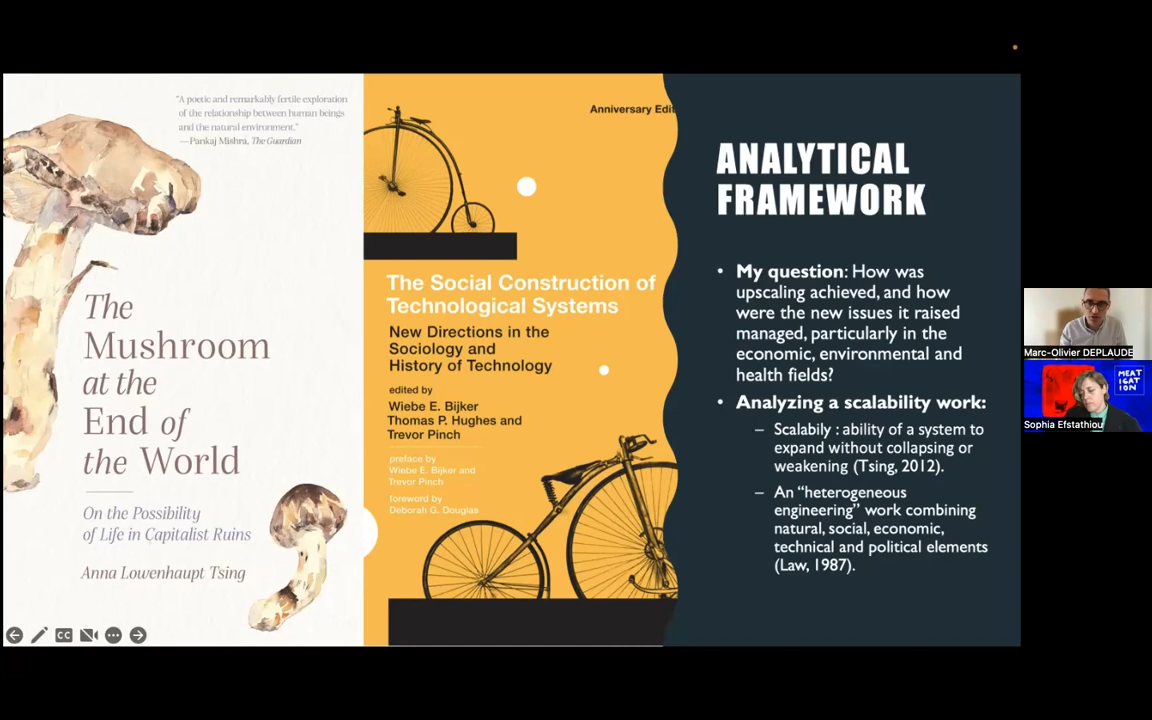 "A poetic and remarkably fertile exploration
of the relationship between human beings
and the natural environment."
—Pankaj Mishra, The Guardian
The
Mushroom
at the
End of
the World
On the Possibility
of Life in Capitalist Ruins
Anna Lowenhaupt Tsing
Anniversary Edi
The Social Construction of
Technological Systems
New Directions in the
Sociology and
History of Technology
edited by
Wiebe E. Bijker
Thomas P. Hughes and
Trevor Pinch
preface by
Wiebe E. Bijker and
Trevor Pinch
foreword by
Deborah G. Douglas
ANALYTICAL
FRAMEWORK
• My question: How was
upscaling achieved, and how
were the new issues it raised
managed, particularly in the
economic, environmental and
health fields?
• Analyzing a scalability work:
– Scalabily : ability of a system to
expand without collapsing or
weakening (Tsing, 2012).
– An "heterogeneous
engineering" work combining
natural, social, economic,
technical and political elements
(Law, 1987).
CC
Marc-Olivier DEPLAUDE
MEAT
IGAT
ION
Sophia Efstathiou